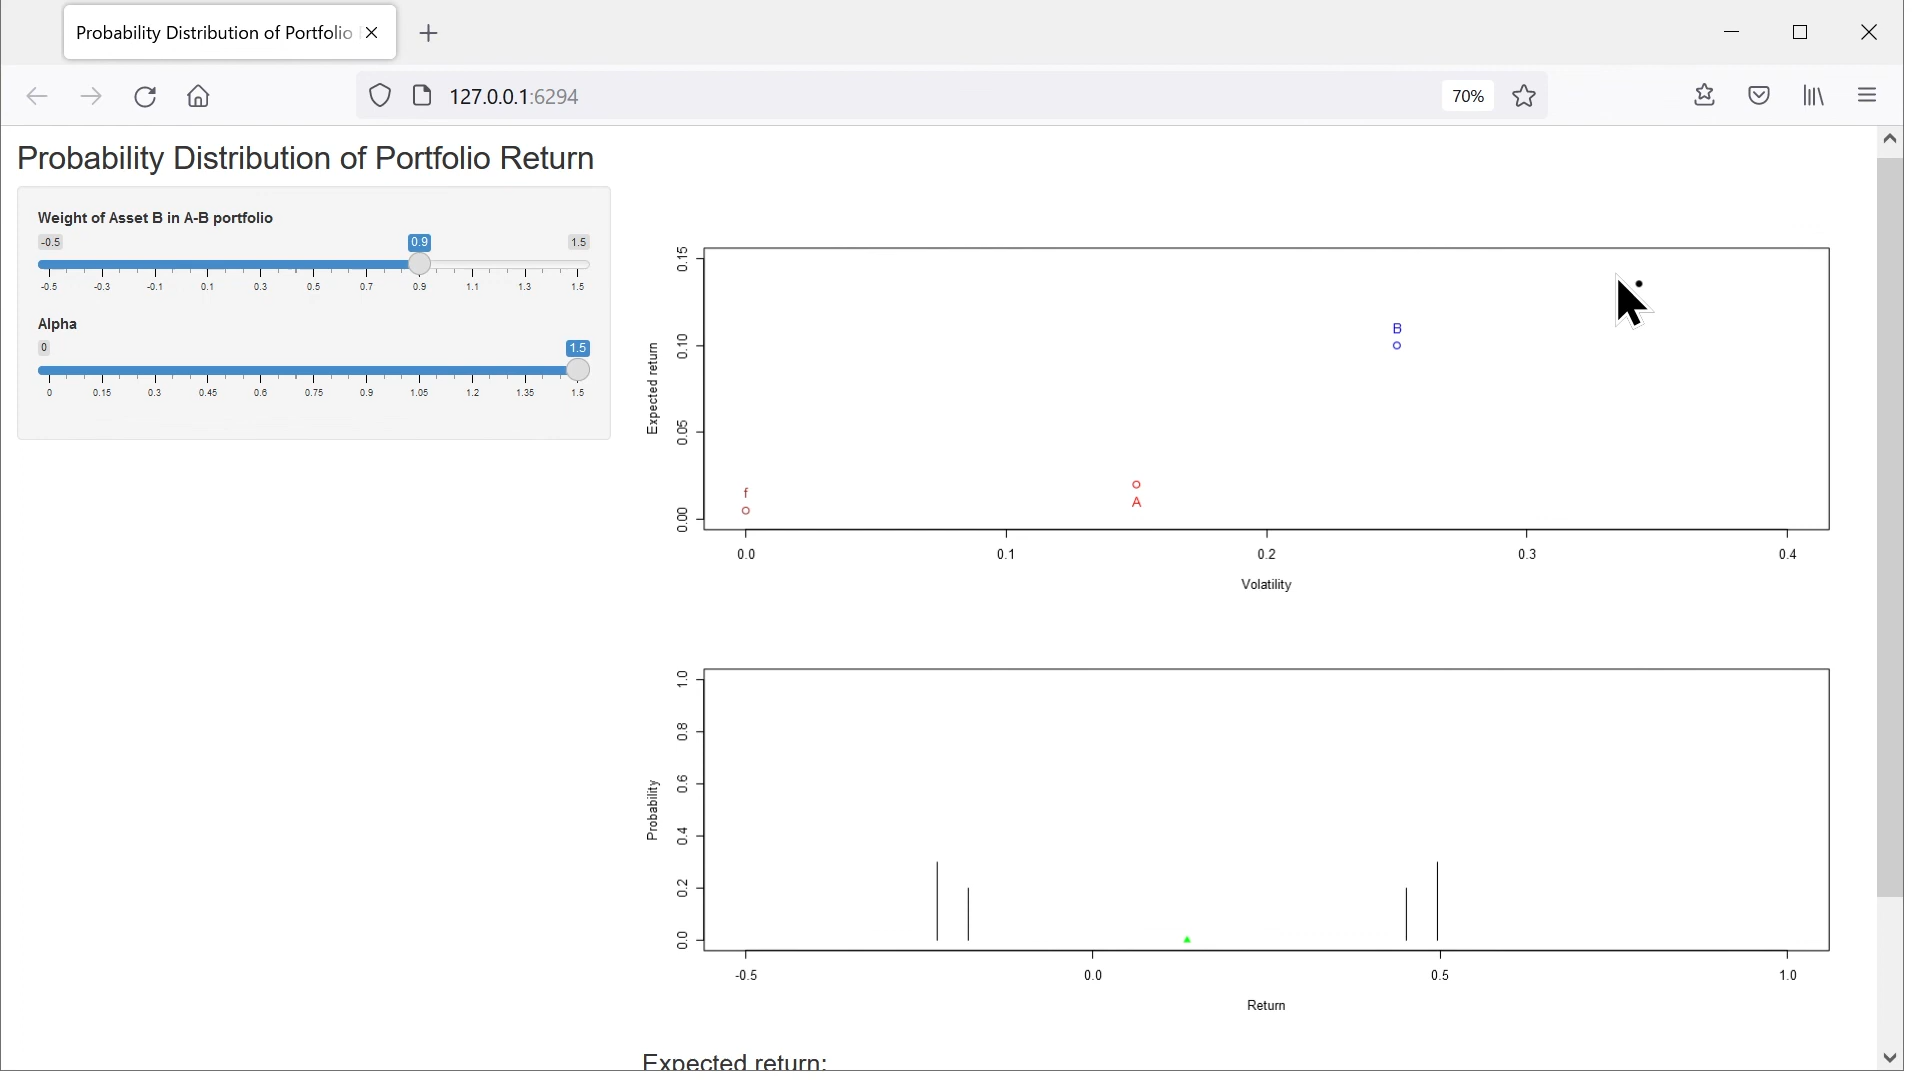 Probability Distribution of Portfolio
127.0.0.1:6294
70%
Probability Distribution of Portfolio Return
Weight of Asset B in A-B portfolio
-0.5 0.9 1.5
-0.5 -0.3 -0.1 0.1 0.3 0.5 0.7 0.9 1.1 1.3 1.5
Alpha
0 1.5
0 0.15 0.3 0.45 0.6 0.75 0.9 1.05 1.2 1.35 1.5
Expected return
0.15
0.10
0.05
0.00
B
f
A
0.0 0.1 0.2 0.3 0.4
Volatility
Probability
1.0
0.8
0.6
0.4
0.2
0.0
-0.5 0.0 0.5 1.0
Return
Expected return: